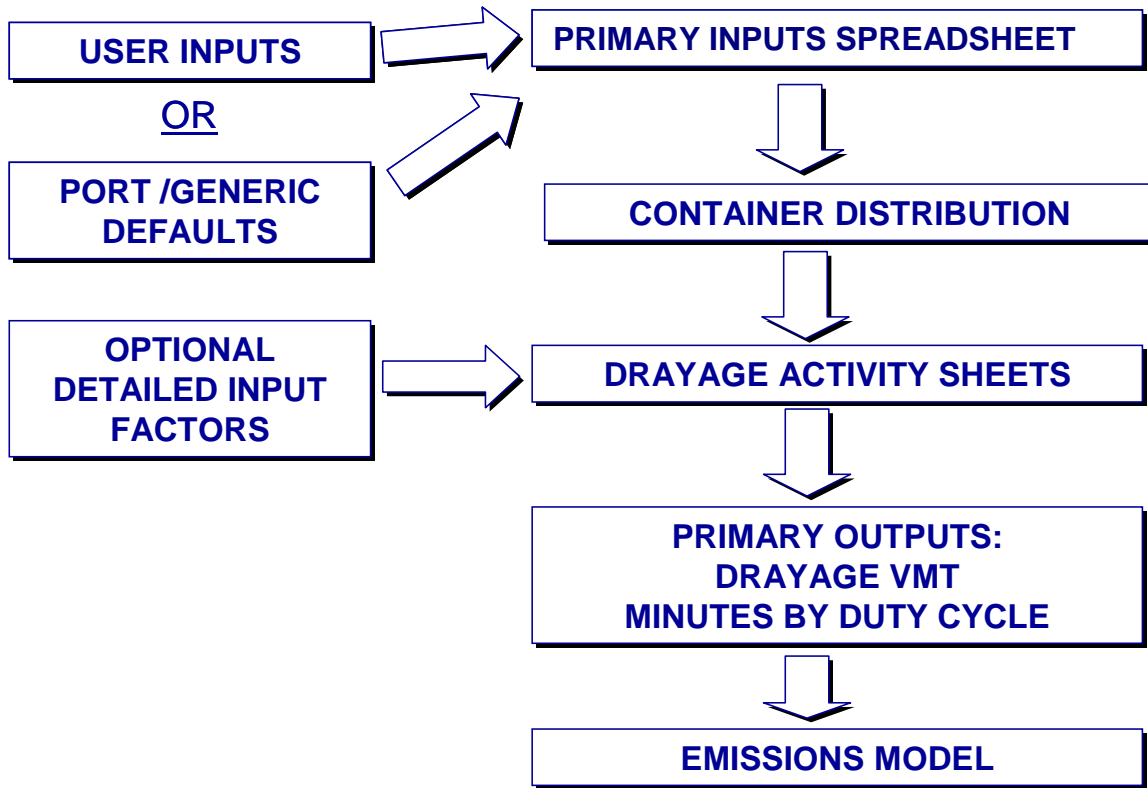 USER INPUTS
OR
PORT /GENERIC
DEFAULTS
OPTIONAL
DETAILED INPUT
FACTORS
PRIMARY INPUTS SPREADSHEET
CONTAINER DISTRIBUTION
DRAYAGE ACTIVITY SHEETS
PRIMARY OUTPUTS:
DRAYAGE VMT
MINUTES BY DUTY CYCLE
EMISSIONS MODEL